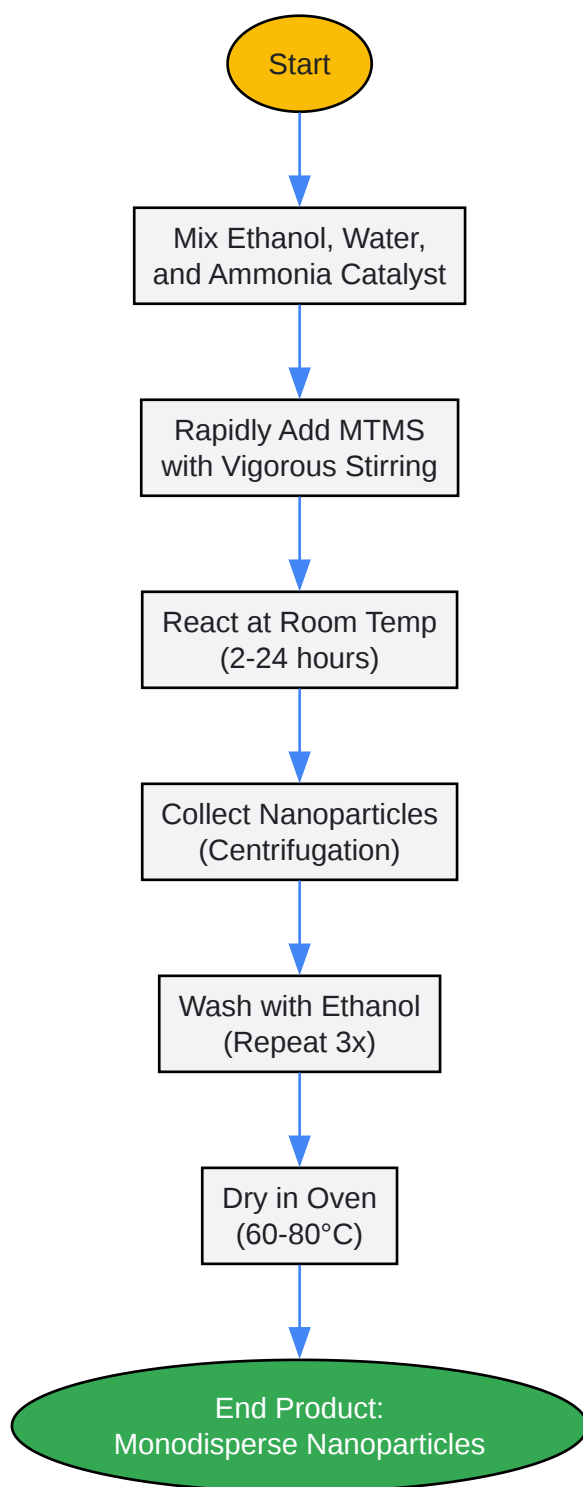 Start
Mix Ethanol, Water,
and Ammonia Catalyst
Rapidly Add MTMS
with Vigorous Stirring
React at Room Temp
(2-24 hours)
Collect Nanoparticles
(Centrifugation)
Wash with Ethanol
(Repeat 3x)
Dry in Oven
(60-80°C)
End Product:
Monodisperse Nanoparticles